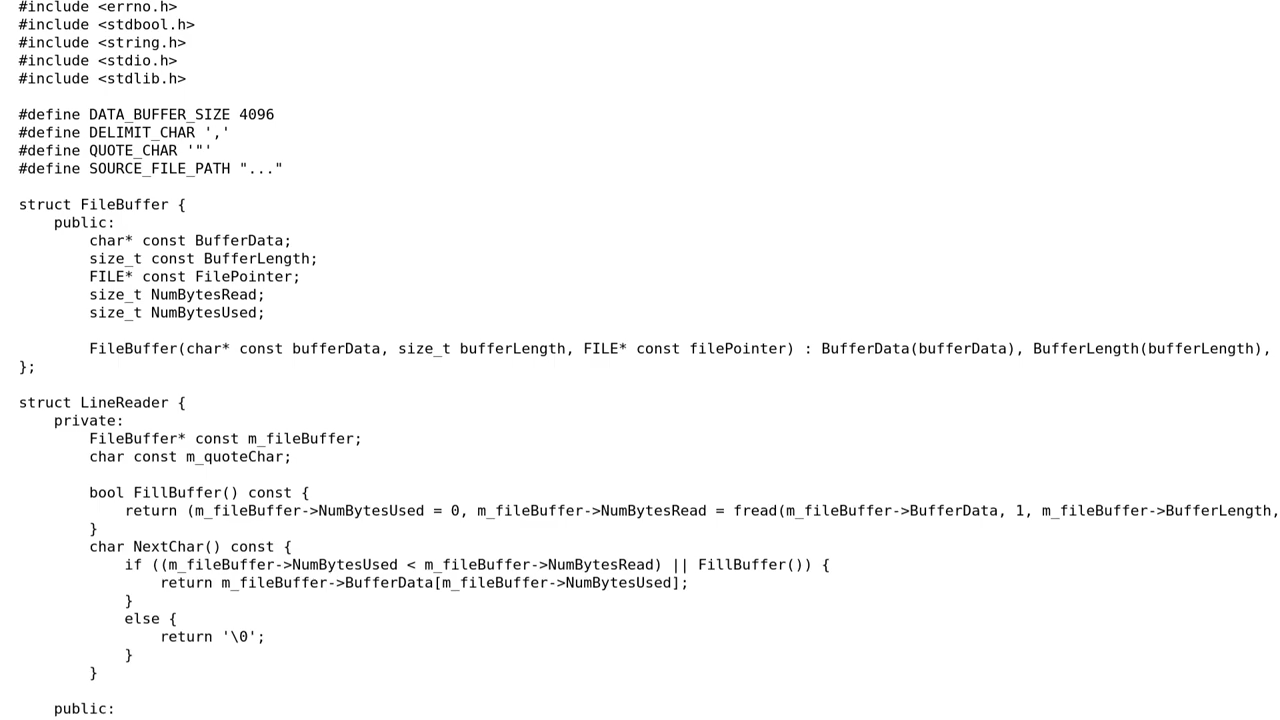 #include <errno.h>
#include <stdbool.h>
#include <string.h>
#include <stdio.h>
#include <stdlib.h>

#define DATA_BUFFER_SIZE 4096
#define DELIMIT_CHAR ','
#define QUOTE_CHAR '"'
#define SOURCE_FILE_PATH "..."

struct FileBuffer {
    public:
        char* const BufferData;
        size_t const BufferLength;
        FILE* const FilePointer;
        size_t NumBytesRead;
        size_t NumBytesUsed;

        FileBuffer(char* const bufferData, size_t bufferLength, FILE* const filePointer) : BufferData(bufferData), BufferLength(bufferLength),
};

struct LineReader {
    private:
        FileBuffer* const m_fileBuffer;
        char const m_quoteChar;

        bool FillBuffer() const {
            return (m_fileBuffer->NumBytesUsed = 0, m_fileBuffer->NumBytesRead = fread(m_fileBuffer->BufferData, 1, m_fileBuffer->BufferLength,
        }
        char NextChar() const {
            if ((m_fileBuffer->NumBytesUsed < m_fileBuffer->NumBytesRead) || FillBuffer()) {
                return m_fileBuffer->BufferData[m_fileBuffer->NumBytesUsed];
            }
            else {
                return '\0';
            }
        }

    public: